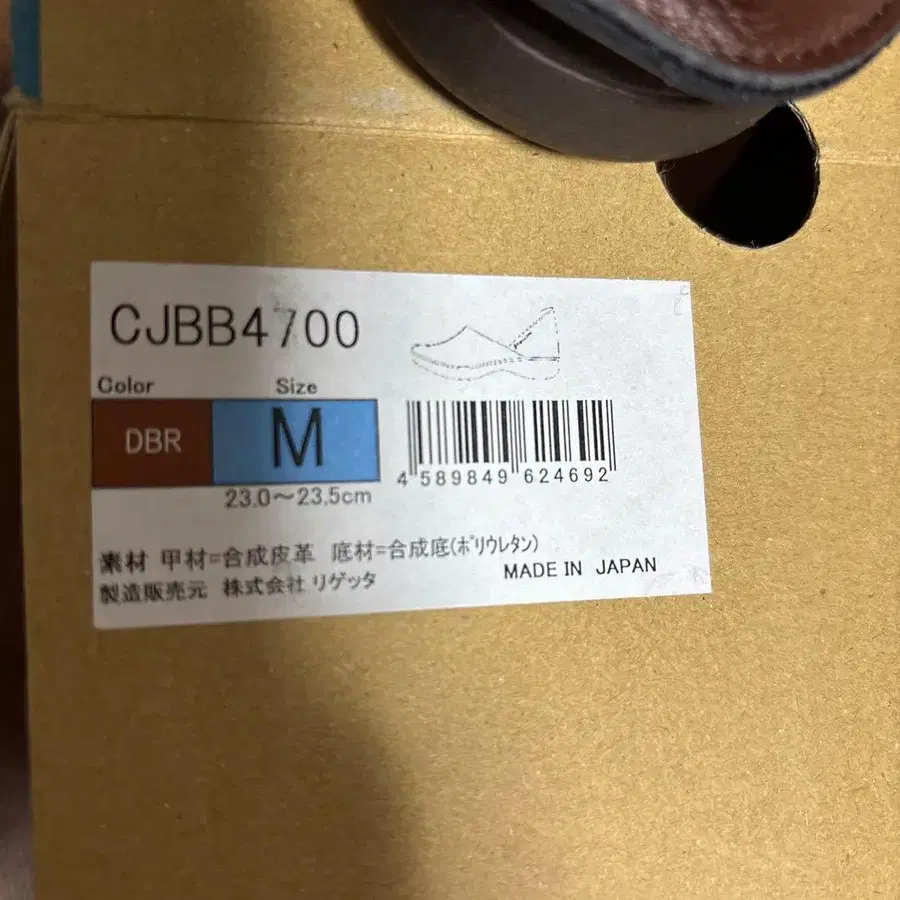 CJBB4700
Color Size
DBR M
23.0～23.5cm
4 589849 624692
素材 甲材=合成皮革 底材=合成底(ﾎﾟﾘｳﾚﾀﾝ)
製造販売元 株式会社 リゲッタ
MADE IN JAPAN